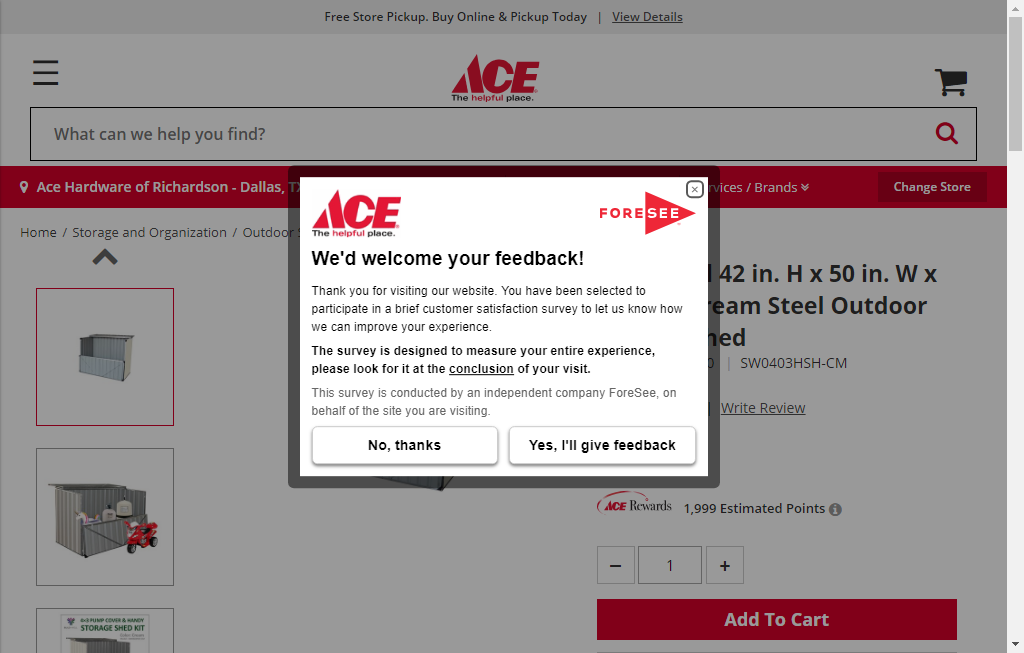 Free Store Pickup. Buy Online & Pickup Today | View Details
ACE
The helpful place.
What can we help you find?
Ace Hardware of Richardson - Dallas, TX
rvices / Brands
Change Store
Home / Storage and Organization / Outdoor S
ACE
The helpful place.
FORESEE
We'd welcome your feedback!
Thank you for visiting our website. You have been selected to
participate in a brief customer satisfaction survey to let us know how
we can improve your experience.
The survey is designed to measure your entire experience,
please look for it at the conclusion of your visit.
This survey is conducted by an independent company ForeSee, on
behalf of the site you are visiting.
No, thanks
Yes, I'll give feedback
42 in. H x 50 in. W x
ream Steel Outdoor
hed
0 | SW0403HSH-CM
Write Review
ACE Rewards 1,999 Estimated Points
− 1 +
Add To Cart
4×3 PUMP COVER & HANDY
STORAGE SHED KIT